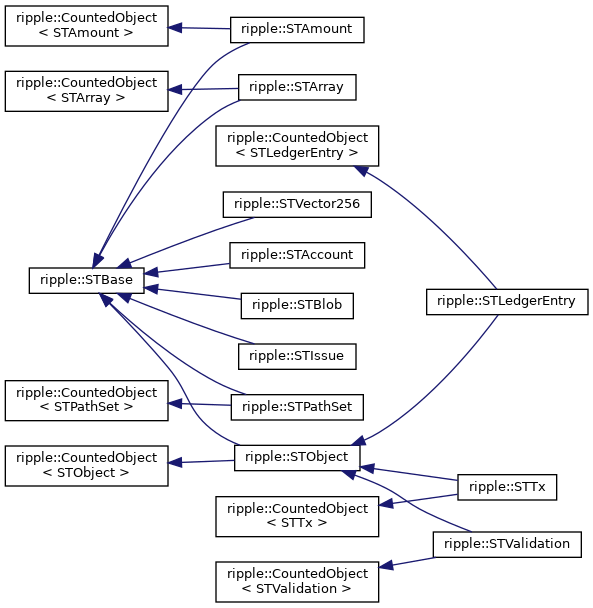 ripple::CountedObject
< STAmount >
ripple::STAmount
ripple::CountedObject
< STArray >
ripple::STArray
ripple::CountedObject
< STLedgerEntry >
ripple::STVector256
ripple::STAccount
ripple::STBase
ripple::STBlob
ripple::STLedgerEntry
ripple::STIssue
ripple::CountedObject
< STPathSet >
ripple::STPathSet
ripple::CountedObject
< STObject >
ripple::STObject
ripple::STTx
ripple::CountedObject
< STTx >
ripple::STValidation
ripple::CountedObject
< STValidation >